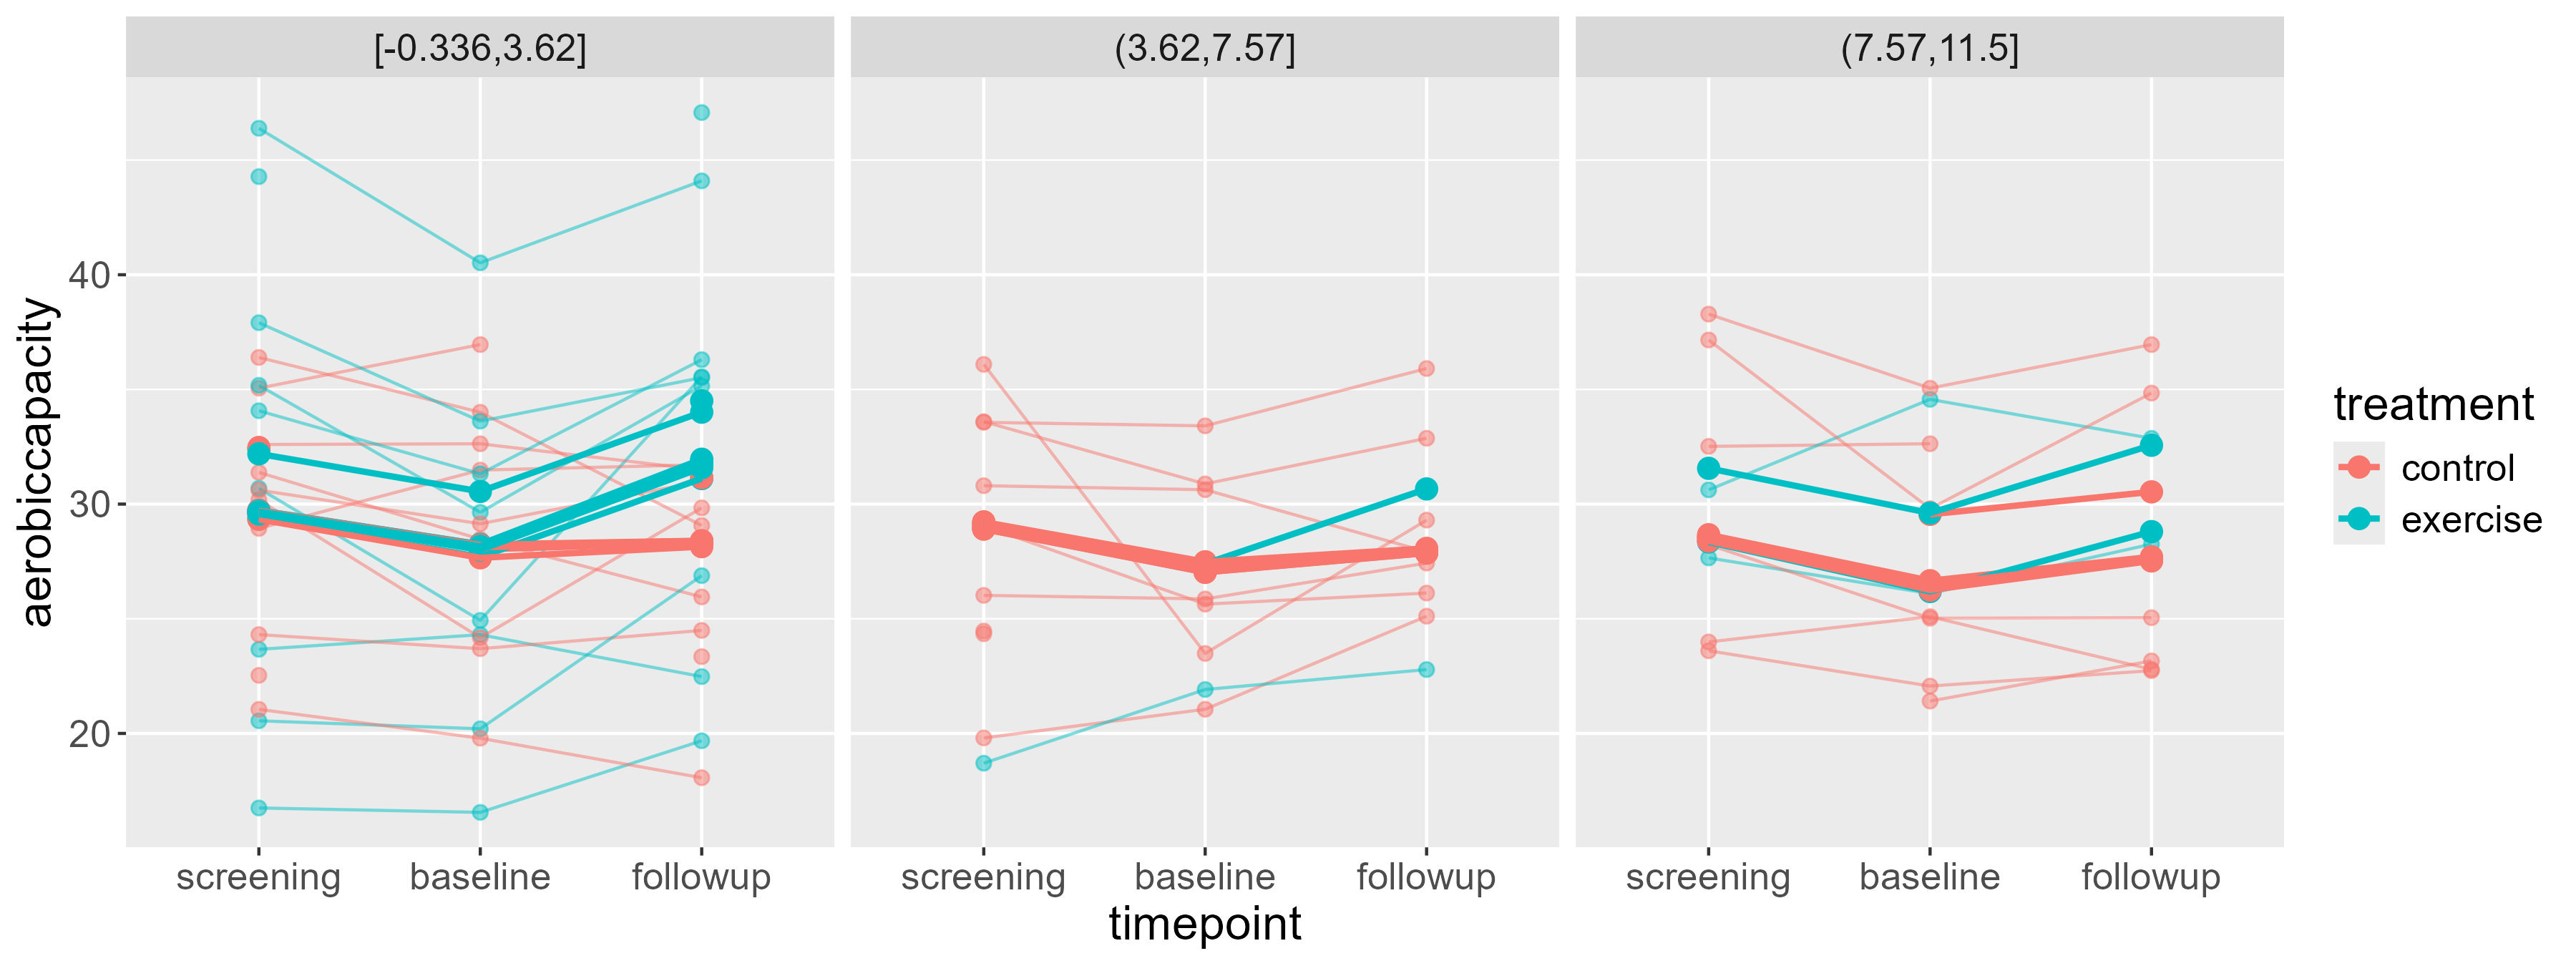 [-0.336,3.62]
(3.62,7.57]
(7.57,11.5]
aerobiccapacity
40
30
20
screening
baseline
followup
screening
baseline
followup
screening
baseline
followup
timepoint
treatment
control
exercise